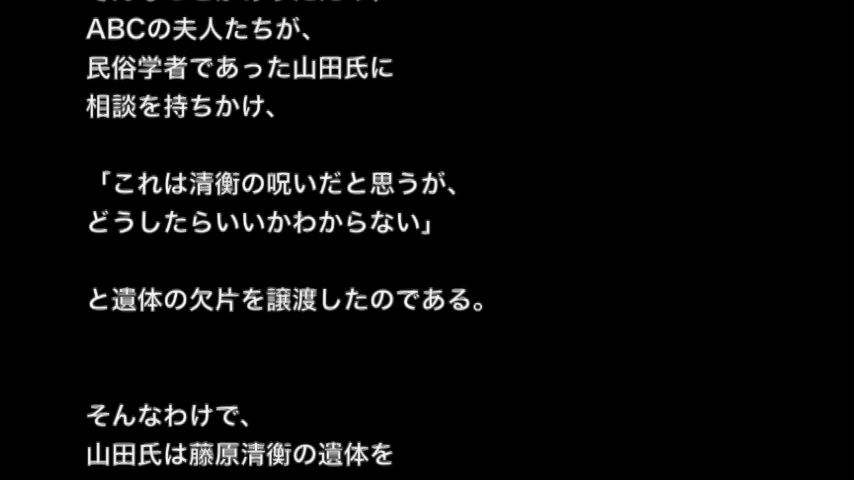 ABCの夫人たちが、
民俗学者であった山田氏に
相談を持ちかけ、
「これは清衡の呪いだと思うが、
どうしたらいいかわからない」
と遺体の欠片を譲渡したのである。
そんなわけで、
山田氏は藤原清衡の遺体を